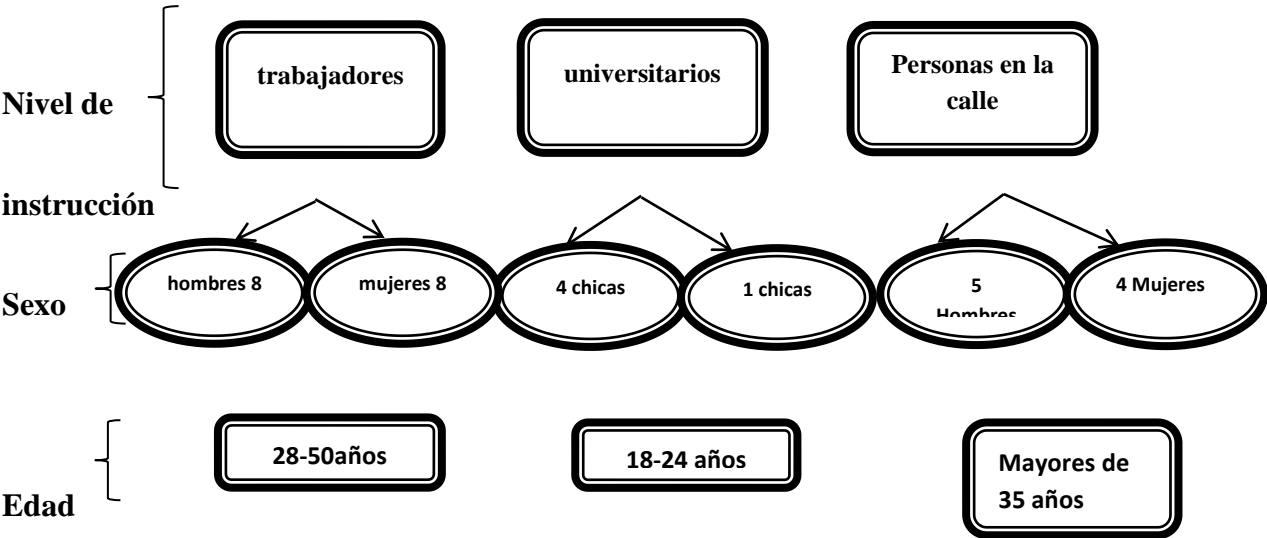 trabajadores
universitarios
Personas en la
calle
Nivel de
instrucción
hombres 8
mujeres 8
4 chicas
1 chicas
5
Hombres
4 Mujeres
Sexo
28-50años
18-24 años
Mayores de
35 años
Edad